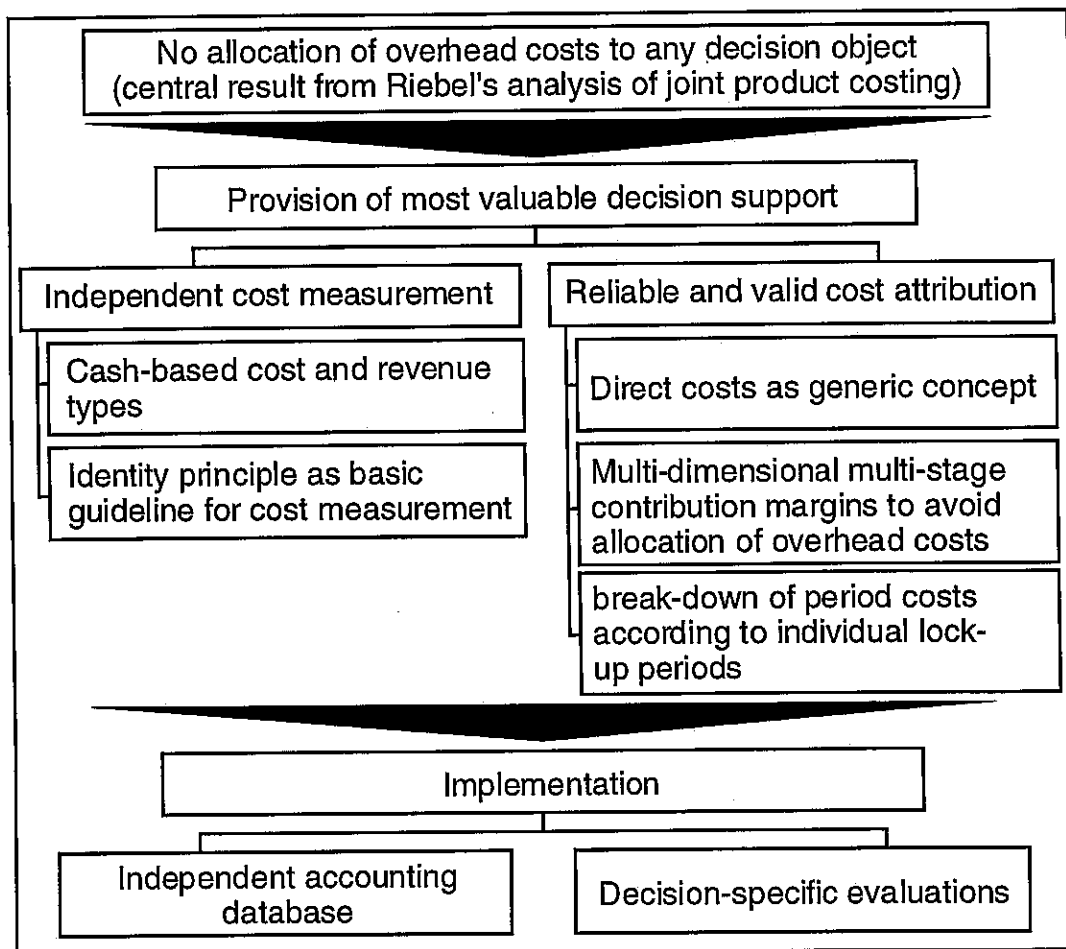 No allocation of overhead costs to any decision object
(central result from Riebel's analysis of joint product costing)
Provision of most valuable decision support
Independent cost measurement
Cash-based cost and revenue
types
Identity principle as basic
guideline for cost measurement
Reliable and valid cost attribution
Direct costs as generic concept
Multi-dimensional multi-stage
contribution margins to avoid
allocation of overhead costs
break-down of period costs
according to individual lock-
up periods
Implementation
Independent accounting
database
Decision-specific evaluations